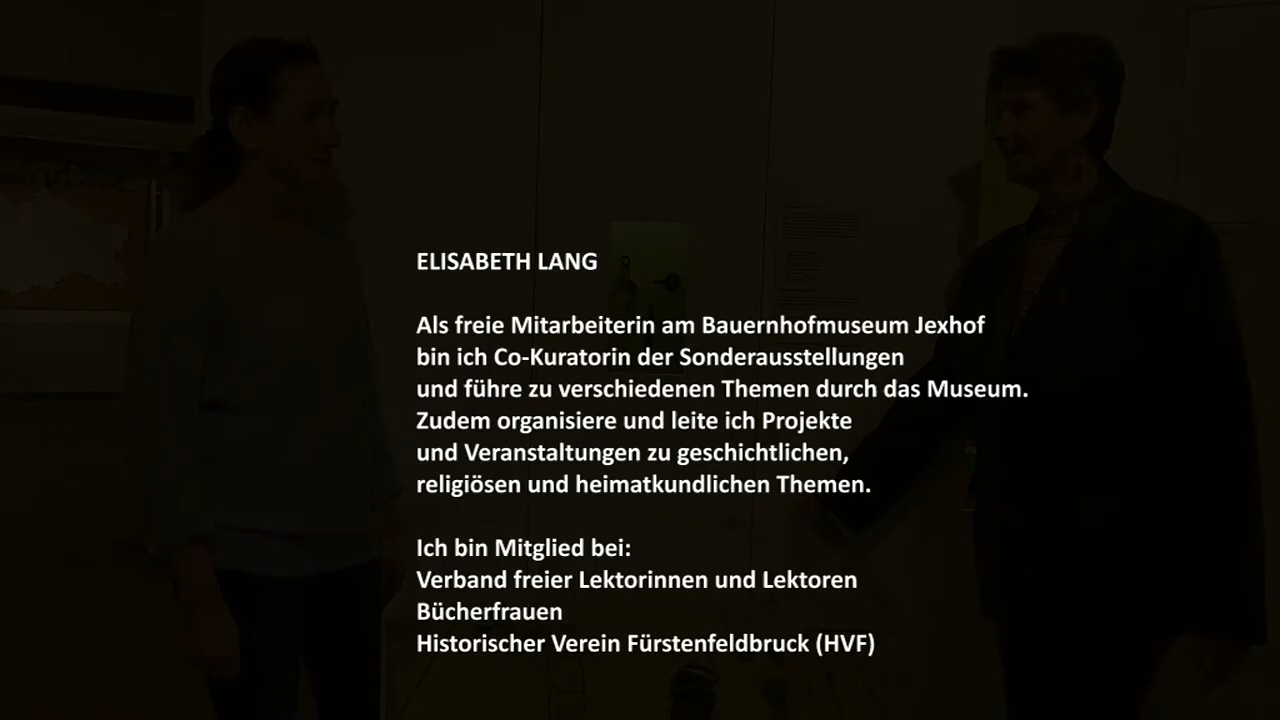 ELISABETH LANG
Als freie Mitarbeiterin am Bauernhofmuseum Jexhof
bin ich Co-Kuratorin der Sonderausstellungen
und führe zu verschiedenen Themen durch das Museum.
Zudem organisiere und leite ich Projekte
und Veranstaltungen zu geschichtlichen,
religiösen und heimatkundlichen Themen.
Ich bin Mitglied bei:
Verband freier Lektorinnen und Lektoren
Bücherfrauen
Historischer Verein Fürstenfeldbruck (HVF)